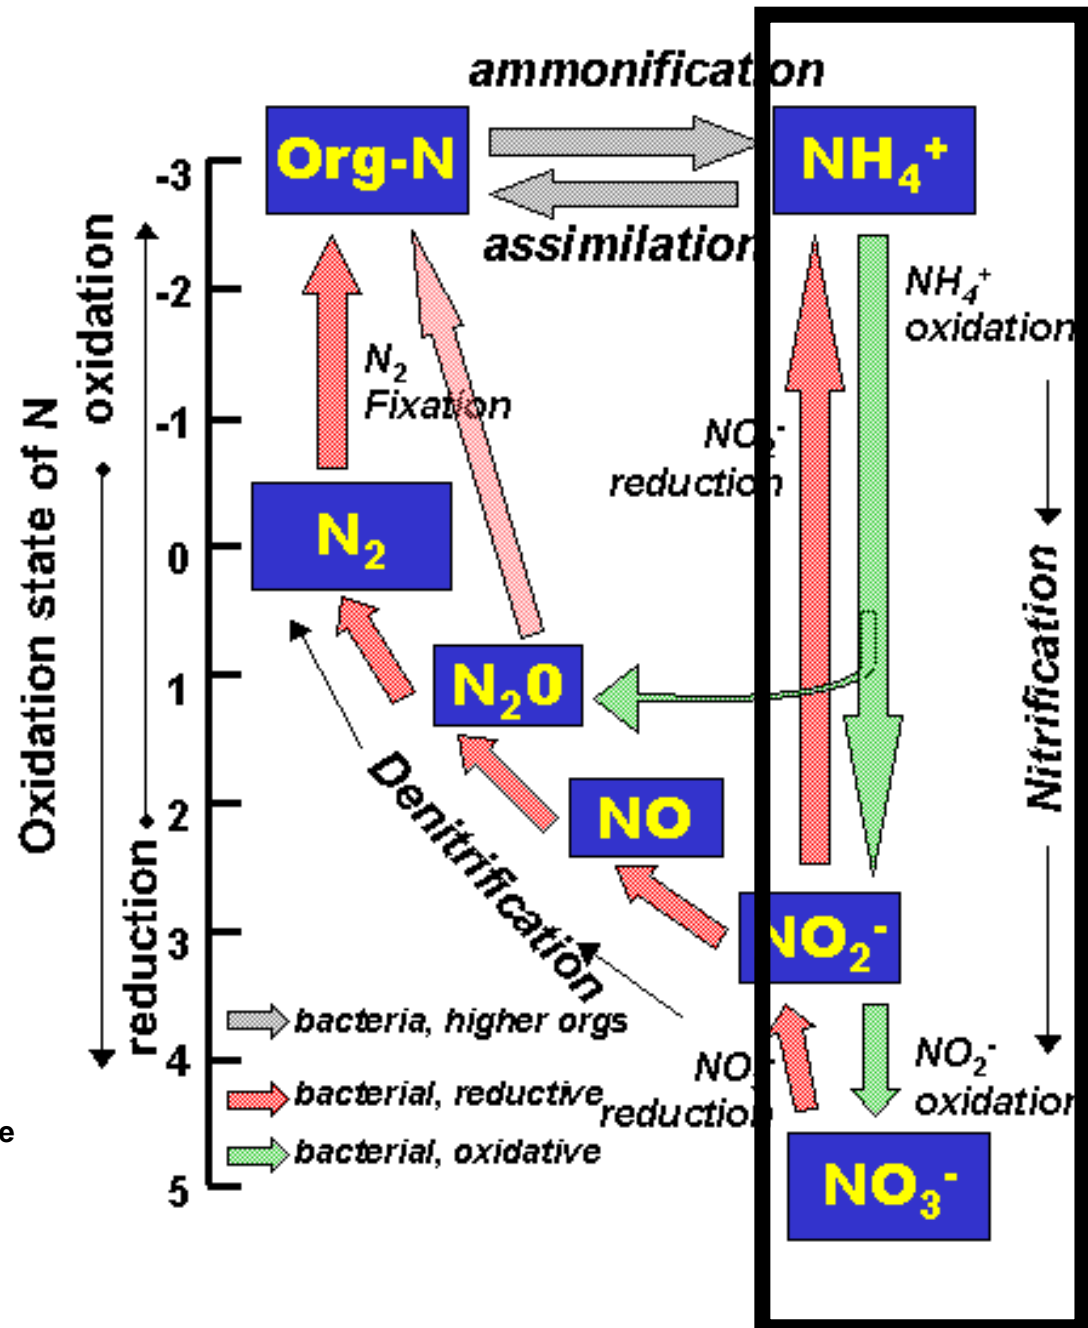 ammonification
Org-N
NH₄⁺
assimilation
-3
-2
-1
0
1
2
3
4
5
Oxidation state of N
oxidation
reduction
NH₄⁺
oxidation
N₂
Fixation
NO₂⁻
reduction
N₂
N₂0
Nitrification
NO
Denitrification
NO₂⁻
bacteria, higher orgs
bacterial, reductive
bacterial, oxidative
reduction
NO₂⁻
oxidation
NO₃⁻
e